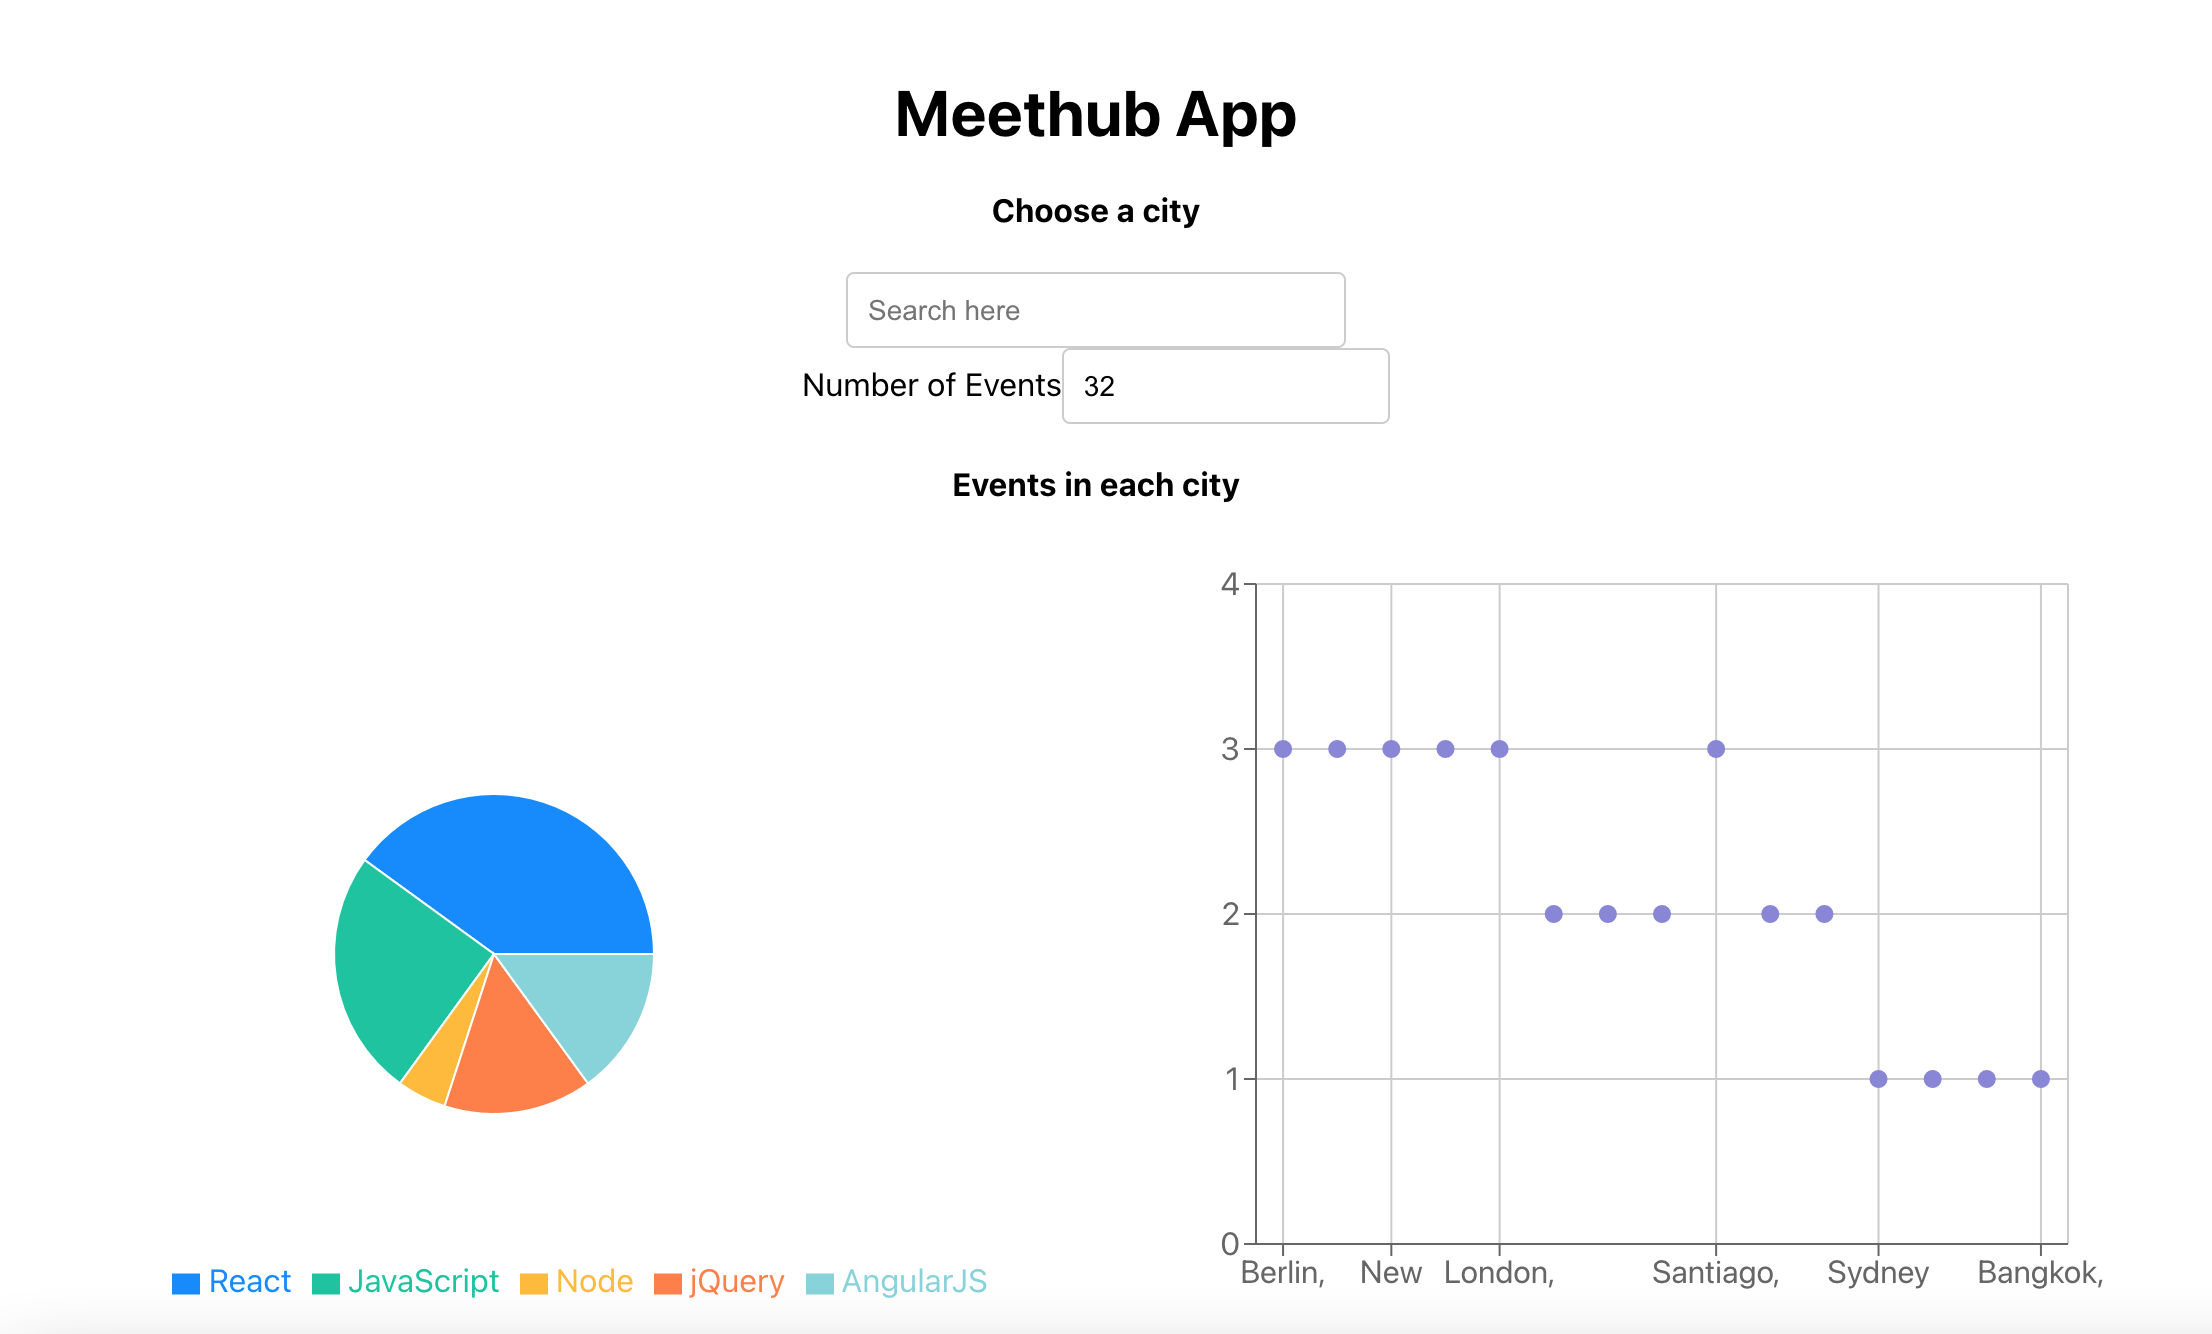 Meethub App
Choose a city
Search here
Number of Events 32
Events in each city
4
3
2
1
0
Berlin, New London, Santiago, Sydney Bangkok,
React JavaScript Node jQuery AngularJS